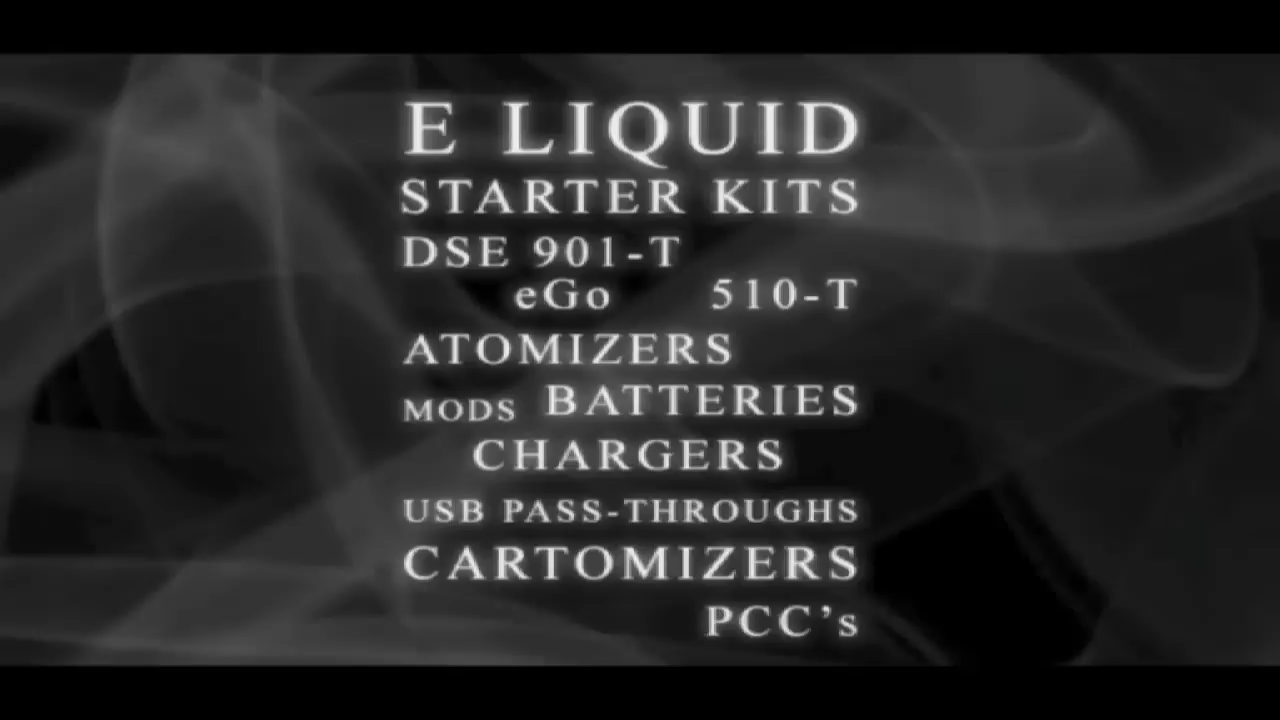 E LIQUID
STARTER KITS
DSE 901-T
eGo 510-T
ATOMIZERS
MODS BATTERIES
CHARGERS
USB PASS-THROUGHS
CARTOMIZERS
PCC's